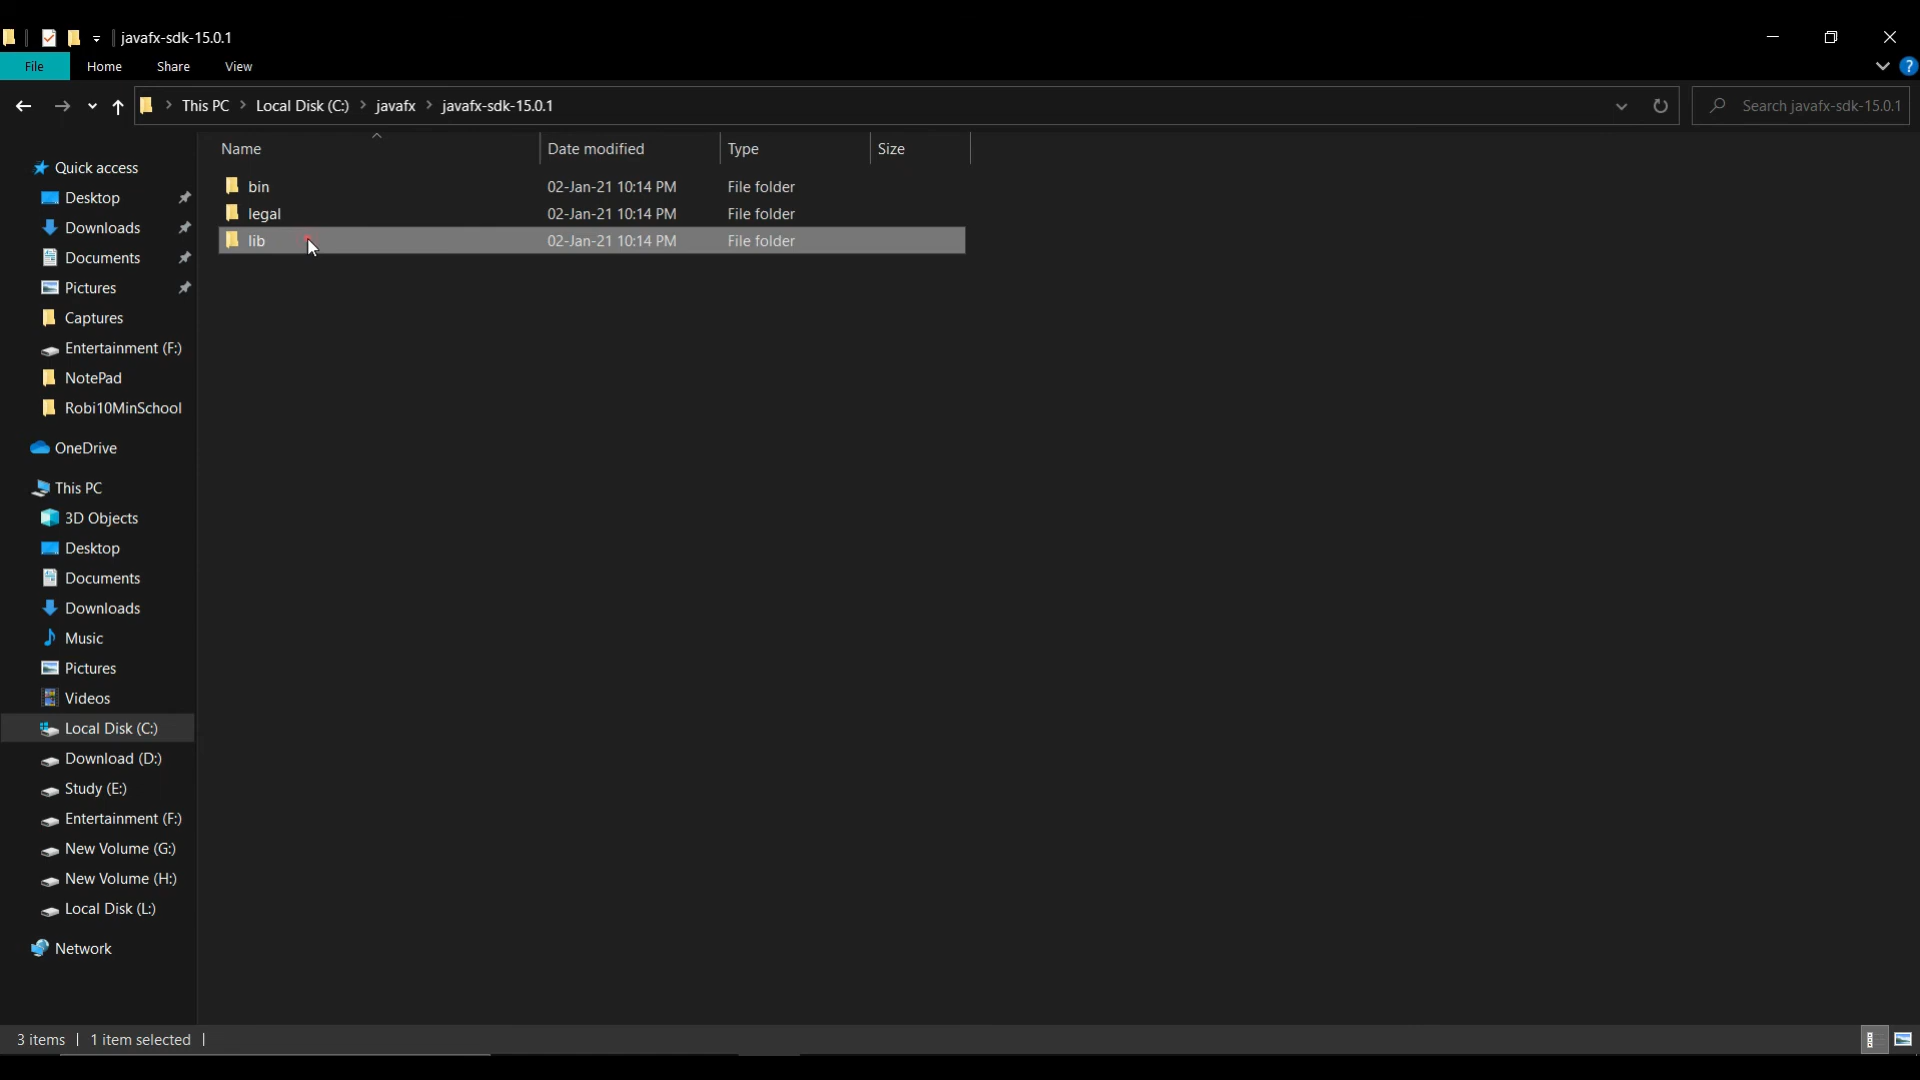 javafx-sdk-15.0.1
File Home Share View
This PC Local Disk (C:) javafx javafx-sdk-15.0.1 Search javafx-sdk-15.0.1
Name Date modified Type Size
bin 02-Jan-21 10:14 PM File folder
legal 02-Jan-21 10:14 PM File folder
lib 02-Jan-21 10:14 PM File folder
Quick access
Desktop
Downloads
Documents
Pictures
Captures
Entertainment (F:)
NotePad
Robi10MinSchool
OneDrive
This PC
3D Objects
Desktop
Documents
Downloads
Music
Pictures
Videos
Local Disk (C:)
Download (D:)
Study (E:)
Entertainment (F:)
New Volume (G:)
New Volume (H:)
Local Disk (L:)
Network
3 items 1 item selected